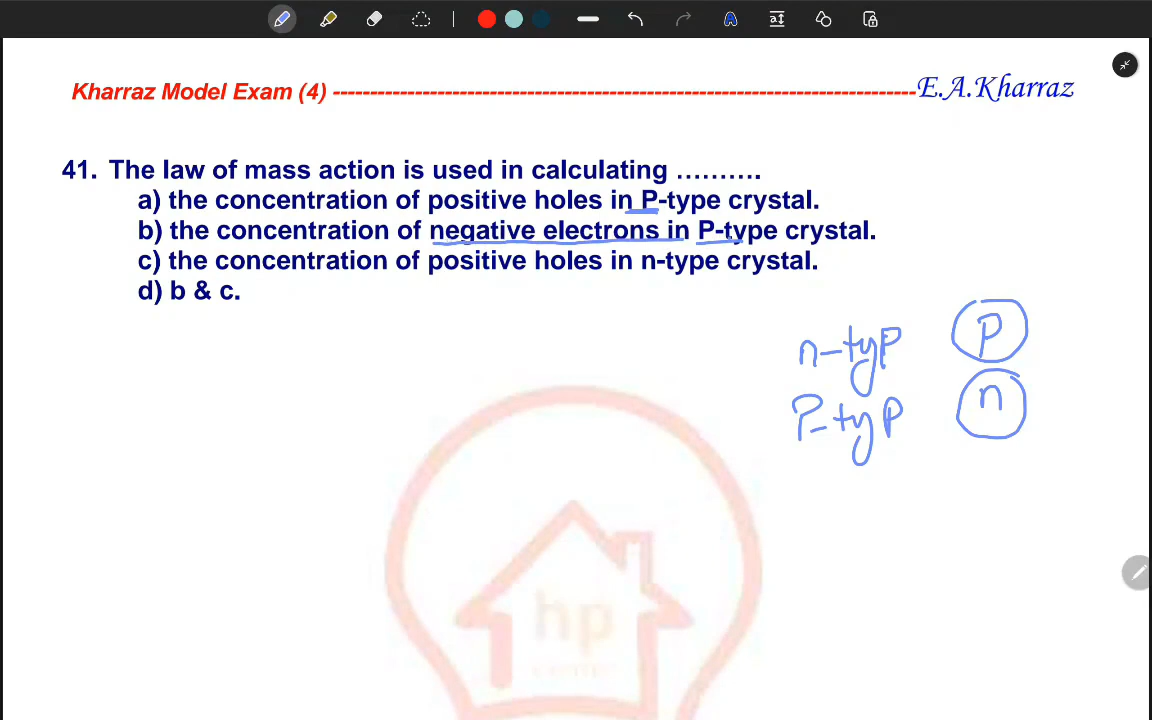 Kharraz Model Exam (4) ------------------------------------------------------------------------------------------E.A.Kharraz
41. The law of mass action is used in calculating ……….
a) the concentration of positive holes in P-type crystal.
b) the concentration of negative electrons in P-type crystal.
c) the concentration of positive holes in n-type crystal.
d) b & c.
n-typ P
P-typ n
hp